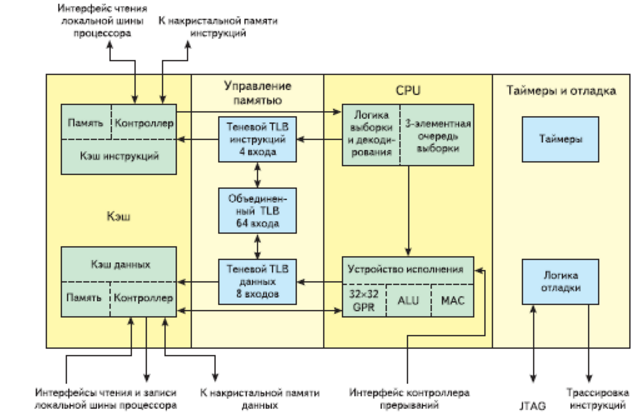 Интерфейс чтения
локальной шины
процессора
К накристальной памяти
инструкций
Управление
памятью
CPU
Таймеры и отладка
Память
Контроллер
Кэш инструкций
Теневой TLB
инструкций
4 входа
Логика
выборки
и декоди-
рования
3-элементная
очередь
выборки
Таймеры
Кэш
Объединен-
ный TLB
64 входа
Кэш данных
Память
Контроллер
Теневой TLB
данных
8 входов
Устройство исполнения
32×32
GPR
ALU
MAC
Логика
отладки
Интерфейсы чтения и записи
локальной шины процессора
К накристальной памяти
данных
Интерфейс контроллера
прерываний
JTAG
Трассировка
инструкций